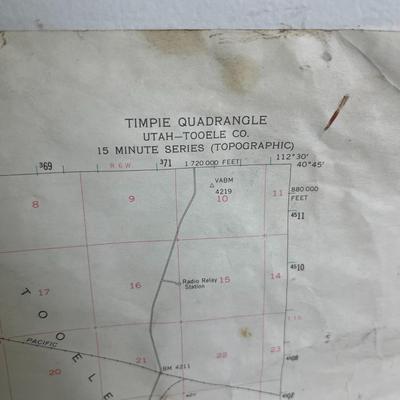 TIMPIE QUADRANGLE
UTAH—TOOELE CO.
15 MINUTE SERIES (TOPOGRAPHIC)
³69
R. 6 W.
³71
1 720 000 FEET
112°30'
40°45'
VABM
4219
8
9
10
11
880 000
FEET
⁴⁵11
⁴⁵10
17
16
Radio Relay
Station
15
14
TOOELE
PACIFIC
20
21
BM 4211
22
23